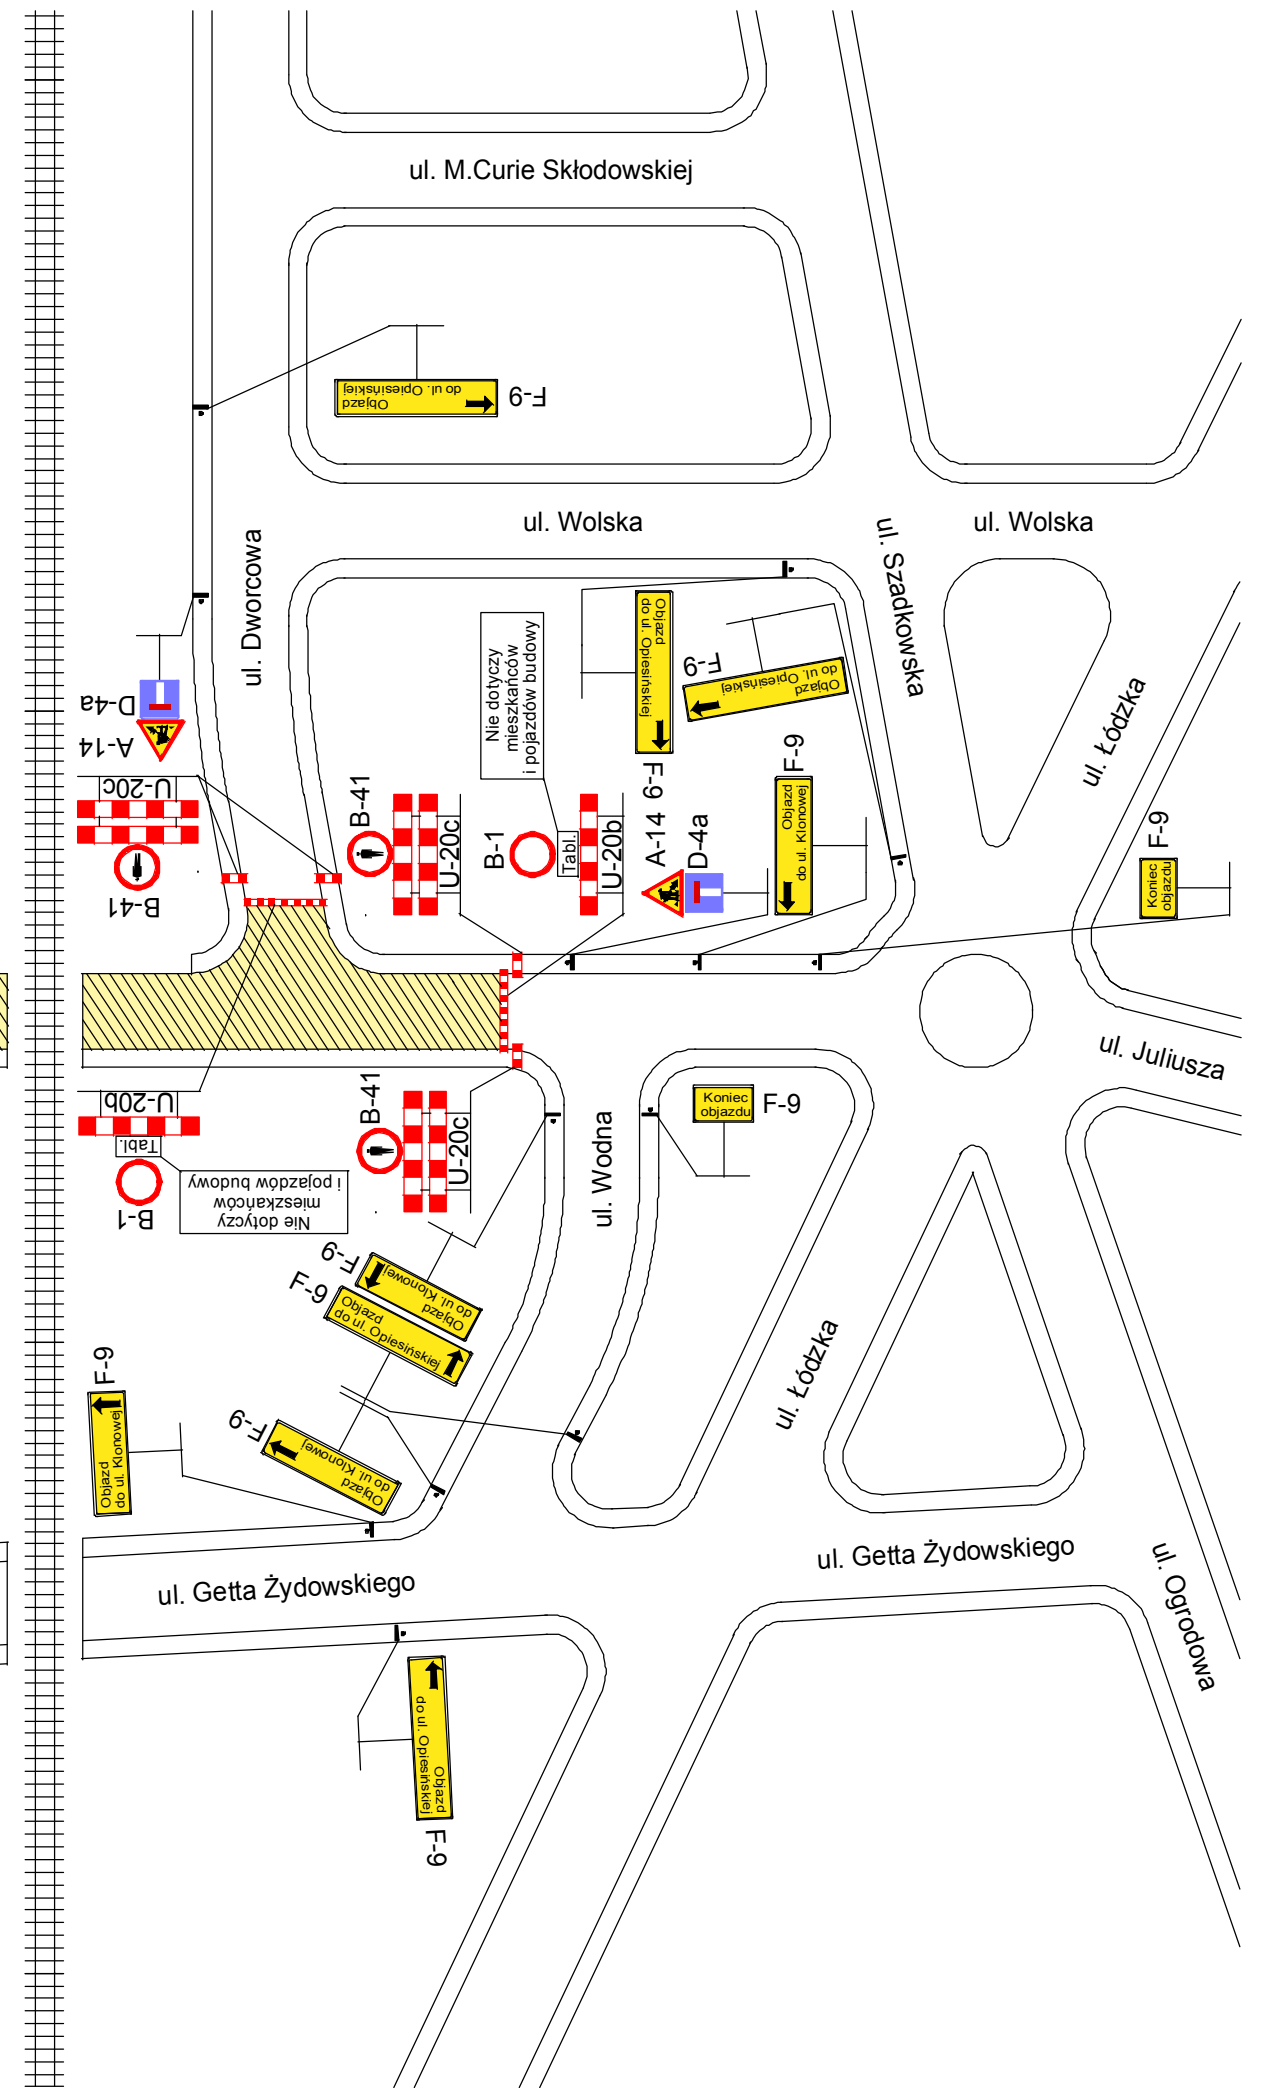 ul. M.Curie Skłodowskiej
Objazd
do ul. Opiesińskiej
F-9
ul. Wolska
ul. Wolska
ul. Dworcowa
ul. Szadkowska
Nie dotyczy
mieszkańców
i pojazdów budowy
Objazd
do ul. Opiesińskiej
F-9
Objazd
do ul. Opiesińskiej
F-9
D-4a
A-14
U-20c
B-41
B-41
U-20c
B-1
Tabl.
U-20b
A-14
D-4a
F-9
Objazd
do ul. Klonowej
ul. Łódzka
F-9
Koniec
objazdu
ul. Juliusza
U-20b
Tabl.
B-1
Nie dotyczy
mieszkańców
i pojazdów budowy
B-41
U-20c
ul. Wodna
Koniec
objazdu
F-9
F-9
Objazd
do ul. Klonowej
F-9
Objazd
do ul. Opiesińskiej
F-9
Objazd
do ul. Klonowej
F-9
Objazd
do ul. Klonowej
ul. Łódzka
ul. Getta Żydowskiego
ul. Getta Żydowskiego
ul. Ogrodowa
Objazd
do ul. Opiesińskiej
F-9